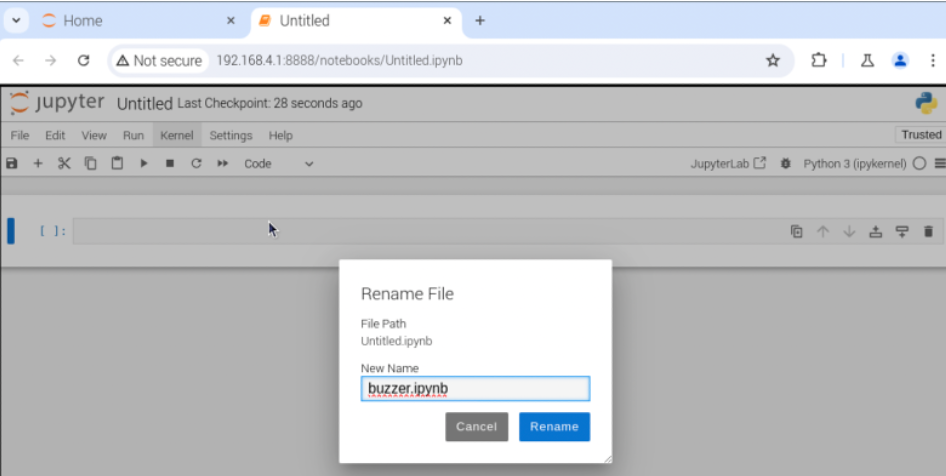 Home
Untitled
Not secure 192.168.4.1:8888/notebooks/Untitled.ipynb
jupyter Untitled Last Checkpoint: 28 seconds ago
File Edit View Run Kernel Settings Help
Trusted
Code
JupyterLab
Python 3 (ipykernel)
[ ]:
Rename File
File Path
Untitled.ipynb
New Name
buzzer.ipynb
Cancel Rename